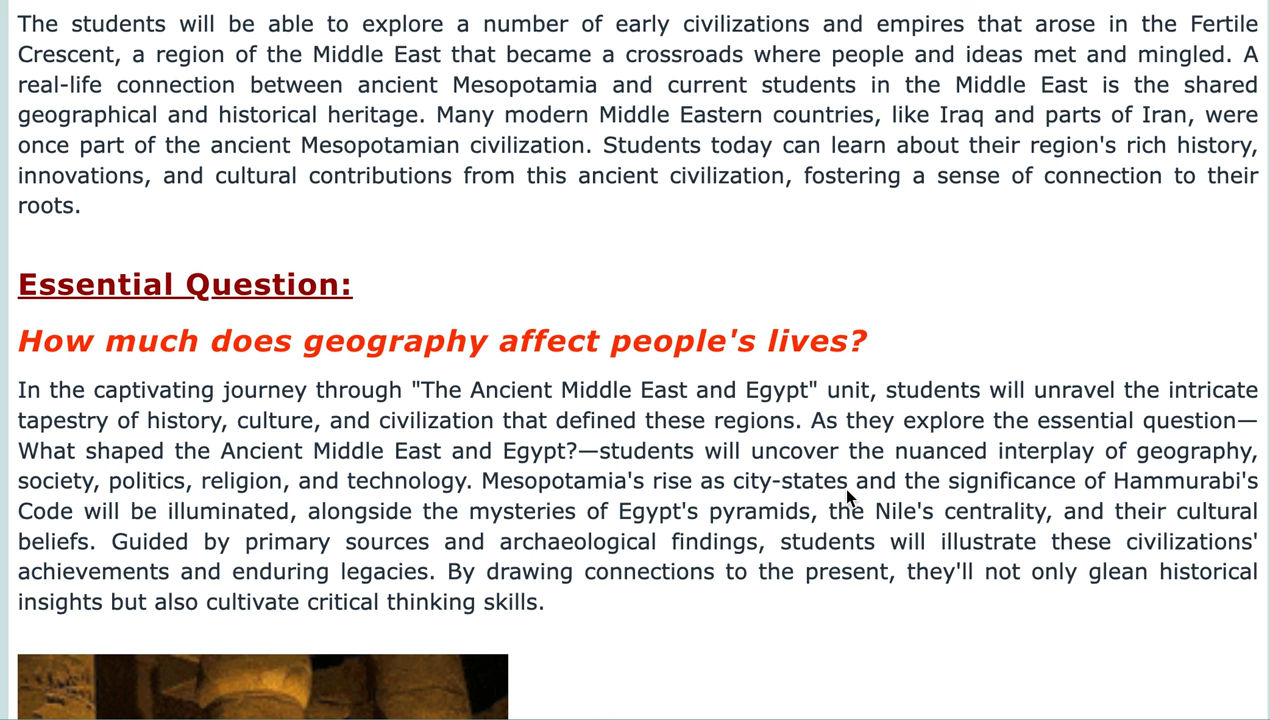 The students will be able to explore a number of early civilizations and empires that arose in the Fertile
Crescent, a region of the Middle East that became a crossroads where people and ideas met and mingled. A
real-life connection between ancient Mesopotamia and current students in the Middle East is the shared
geographical and historical heritage. Many modern Middle Eastern countries, like Iraq and parts of Iran, were
once part of the ancient Mesopotamian civilization. Students today can learn about their region's rich history,
innovations, and cultural contributions from this ancient civilization, fostering a sense of connection to their
roots.
Essential Question:
How much does geography affect people's lives?
In the captivating journey through "The Ancient Middle East and Egypt" unit, students will unravel the intricate
tapestry of history, culture, and civilization that defined these regions. As they explore the essential question—
What shaped the Ancient Middle East and Egypt?—students will uncover the nuanced interplay of geography,
society, politics, religion, and technology. Mesopotamia's rise as city-states and the significance of Hammurabi's
Code will be illuminated, alongside the mysteries of Egypt's pyramids, the Nile's centrality, and their cultural
beliefs. Guided by primary sources and archaeological findings, students will illustrate these civilizations'
achievements and enduring legacies. By drawing connections to the present, they'll not only glean historical
insights but also cultivate critical thinking skills.